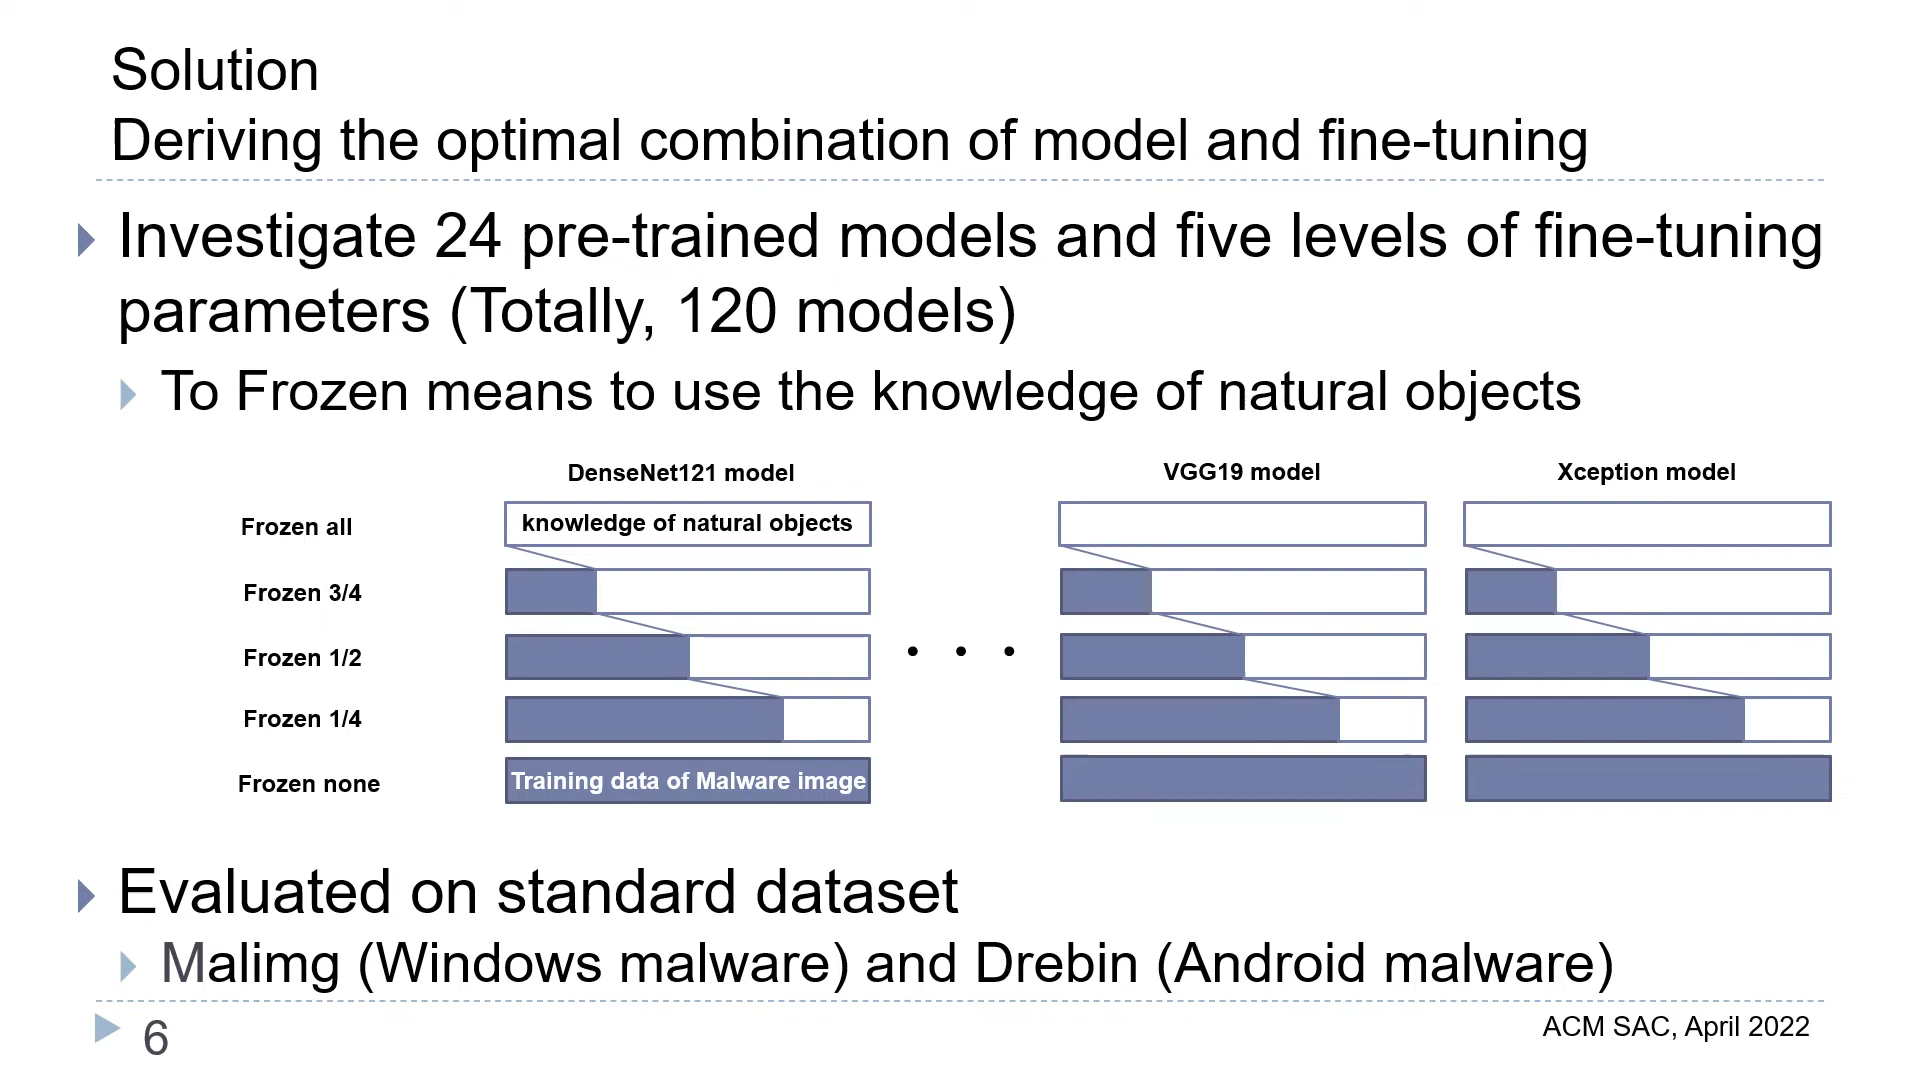 Solution
Deriving the optimal combination of model and fine-tuning
Investigate 24 pre-trained models and five levels of fine-tuning
parameters (Totally, 120 models)
To Frozen means to use the knowledge of natural objects
DenseNet121 model
VGG19 model
Xception model
Frozen all
knowledge of natural objects
Frozen 3/4
Frozen 1/2
Frozen 1/4
Frozen none
Training data of Malware image
Evaluated on standard dataset
Malimg (Windows malware) and Drebin (Android malware)
6
ACM SAC, April 2022